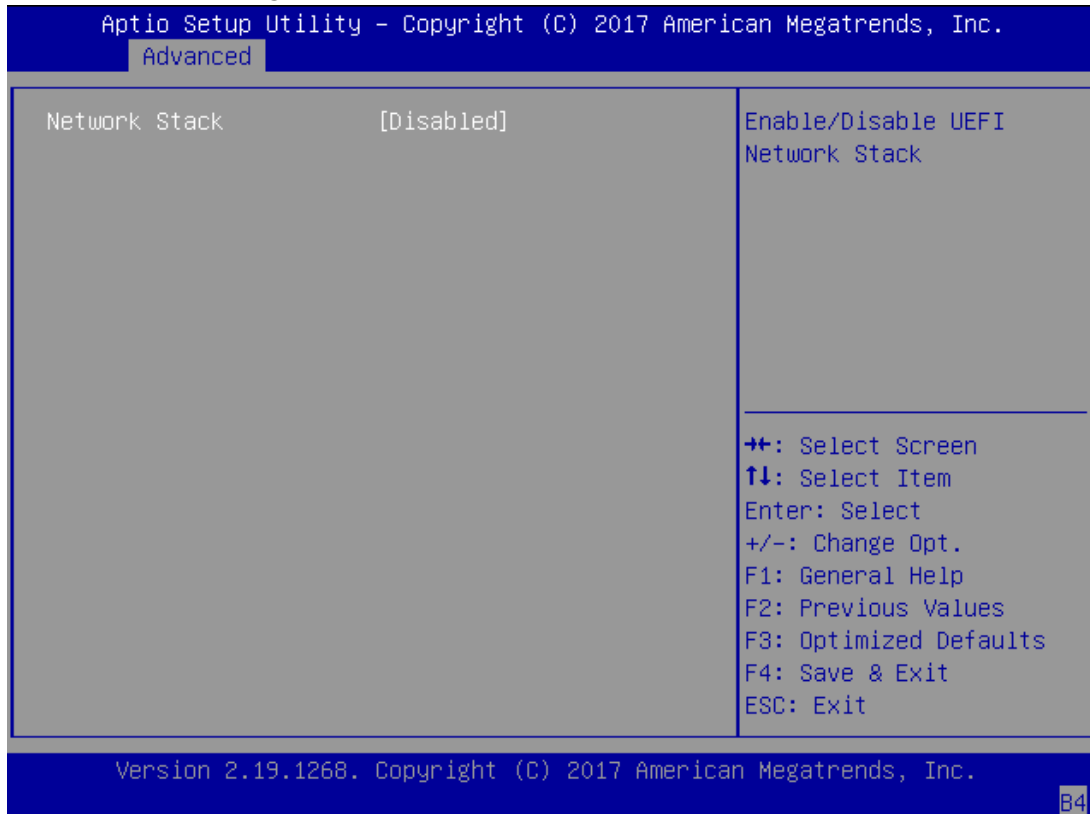 Aptio Setup Utility – Copyright (C) 2017 American Megatrends, Inc.
Advanced
Network Stack [Disabled]
Enable/Disable UEFI
Network Stack
→←: Select Screen
↑↓: Select Item
Enter: Select
+/-: Change Opt.
F1: General Help
F2: Previous Values
F3: Optimized Defaults
F4: Save & Exit
ESC: Exit
Version 2.19.1268. Copyright (C) 2017 American Megatrends, Inc.
B4